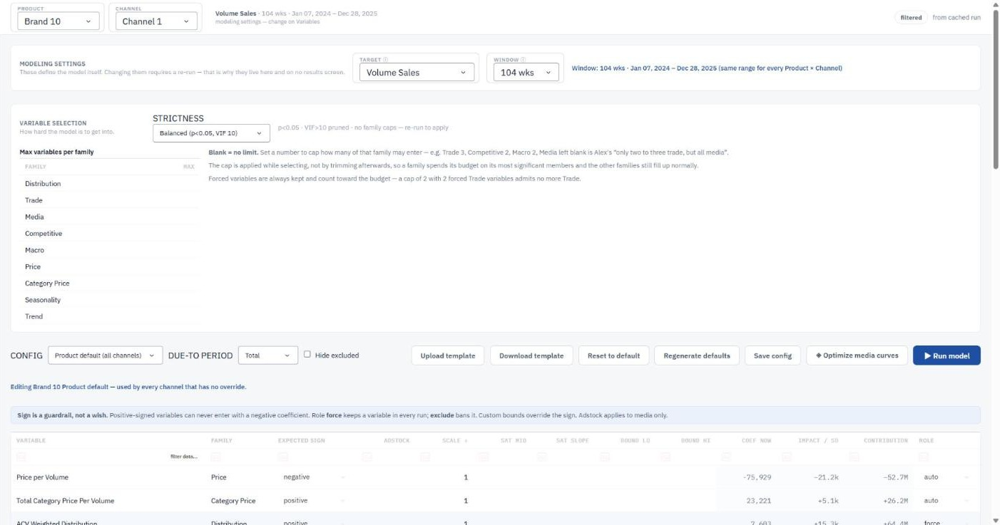 PRODUCT
Brand 10
CHANNEL
Channel 1
Volume Sales · 104 wks · Jan 07, 2024 – Dec 28, 2025
modeling settings — change on Variables
filtered from cached run
MODELING SETTINGS
These define the model itself. Changing them requires a re-run — that is why they live here and on no results screen.
TARGET ⓘ
Volume Sales
WINDOW ⓘ
104 wks
Window: 104 wks · Jan 07, 2024 – Dec 28, 2025 (same range for every Product × Channel)
VARIABLE SELECTION
How hard the model is to get into.
STRICTNESS
Balanced (p<0.05, VIF 10)
p<0.05 · VIF>10 pruned · no family caps — re-run to apply
Max variables per family
FAMILY MAX
Distribution
Trade
Media
Competitive
Macro
Price
Category Price
Seasonality
Trend
Blank = no limit. Set a number to cap how many of that family may enter — e.g. Trade 3, Competitive 2, Macro 2, Media left blank is Alex's "only two to three trade, but all media".
The cap is applied while selecting, not by trimming afterwards, so a family spends its budget on its most significant members and the other families still fill up normally.
Forced variables are always kept and count toward the budget — a cap of 2 with 2 forced Trade variables admits no more Trade.
CONFIG Product default (all channels) DUE-TO PERIOD Total Hide excluded Upload template Download template Reset to default Regenerate defaults Save config ◈ Optimize media curves ▶ Run model
Editing Brand 10 Product default — used by every channel that has no override.
Sign is a guardrail, not a wish. Positive-signed variables can never enter with a negative coefficient. Role force keeps a variable in every run; exclude bans it. Custom bounds override the sign. Adstock applies to media only.
VARIABLE FAMILY EXPECTED SIGN ADSTOCK SCALE SAT MID SAT SLOPE BOUND LO BOUND HI COEF NOW IMPACT / SD CONTRIBUTION ROLE
filter data...
Price per Volume Price negative 1 -75,929 −21.2k −52.7M auto
Total Category Price Per Volume Category Price positive 1 23,221 +5.1k +26.2M auto
ACV Weighted Distribution Distribution positive 1 7,603 +15.3k +64.4M force